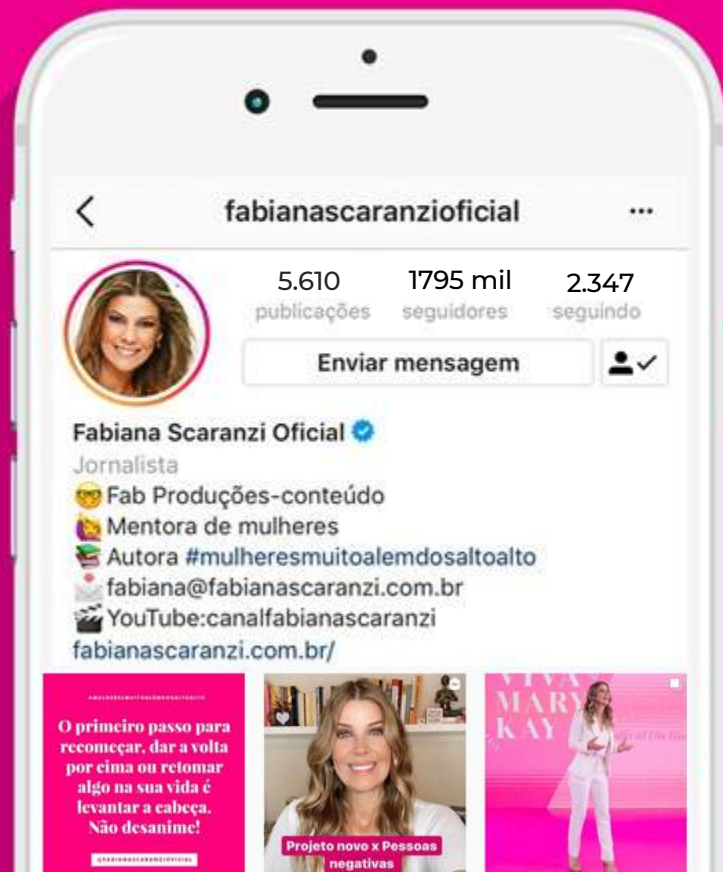 fabianascaranzioficial
5.610
1795 mil
2.347
publicações
seguidores
seguindo
Enviar mensagem
Fabiana Scaranzi Oficial
Jornalista
Fab Produções-conteúdo
Mentora de mulheres
Autora #mulheresmuitoalemdosaltoalto
fabiana@fabianascaranzi.com.br
YouTube:canalfabianascaranzi
fabianascaranzi.com.br/
#MULHERESMUITOALÉMDOSALTOALTO
O primeiro passo para
recomeçar, dar a volta
por cima ou retomar
algo na sua vida é
levantar a cabeça.
Não desanime!
@FABIANASCARANZIOFICIAL
Projeto novo x Pessoas
negativas
VIVA
MARY
KAY